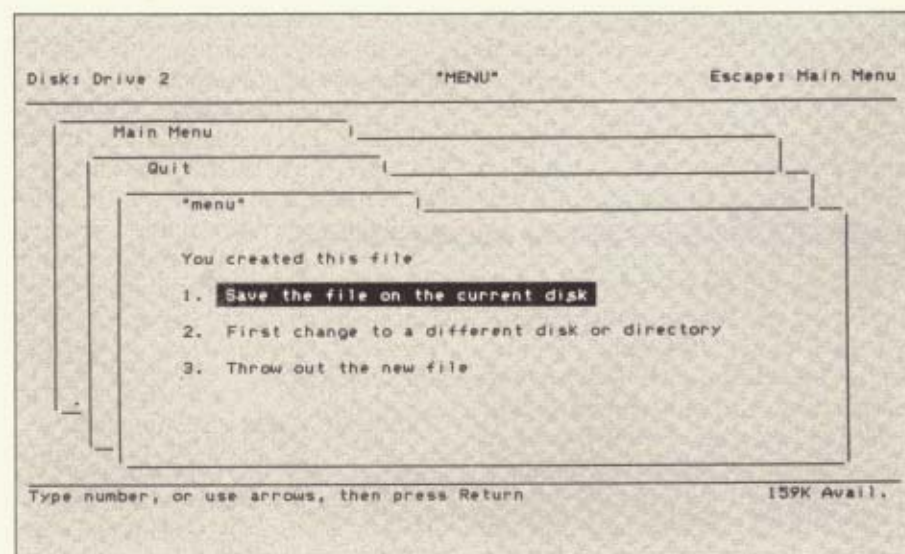 Disk: Drive 2 "MENU" Escape: Main Menu
Main Menu
Quit
"menu"
You created this file
1. Save the file on the current disk
2. First change to a different disk or directory
3. Throw out the new file
Type number, or use arrows, then press Return 159K Avail.